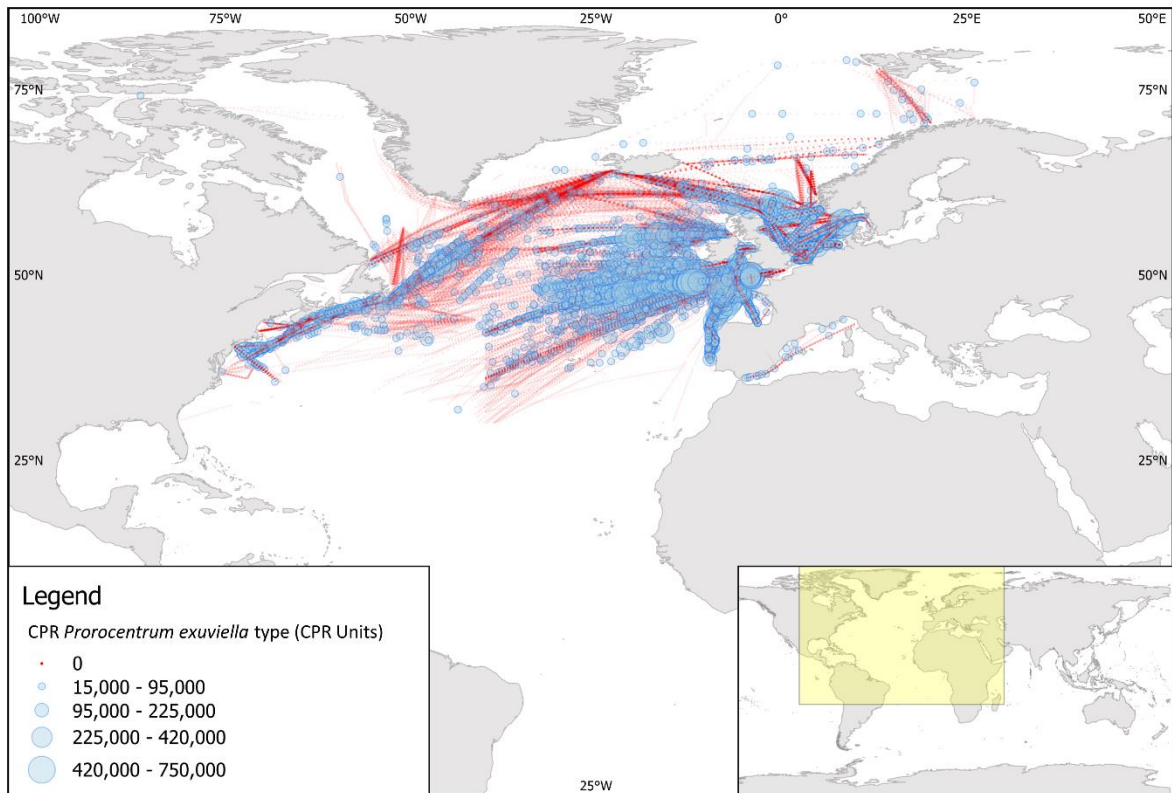 100°W 75°W 50°W 25°W 0° 25°E 50°E
75°N 75°N
50°N 50°N
25°N 25°N
Legend
CPR Prorocentrum exuviella type (CPR Units)
0
15,000 - 95,000
95,000 - 225,000
225,000 - 420,000
420,000 - 750,000
25°W